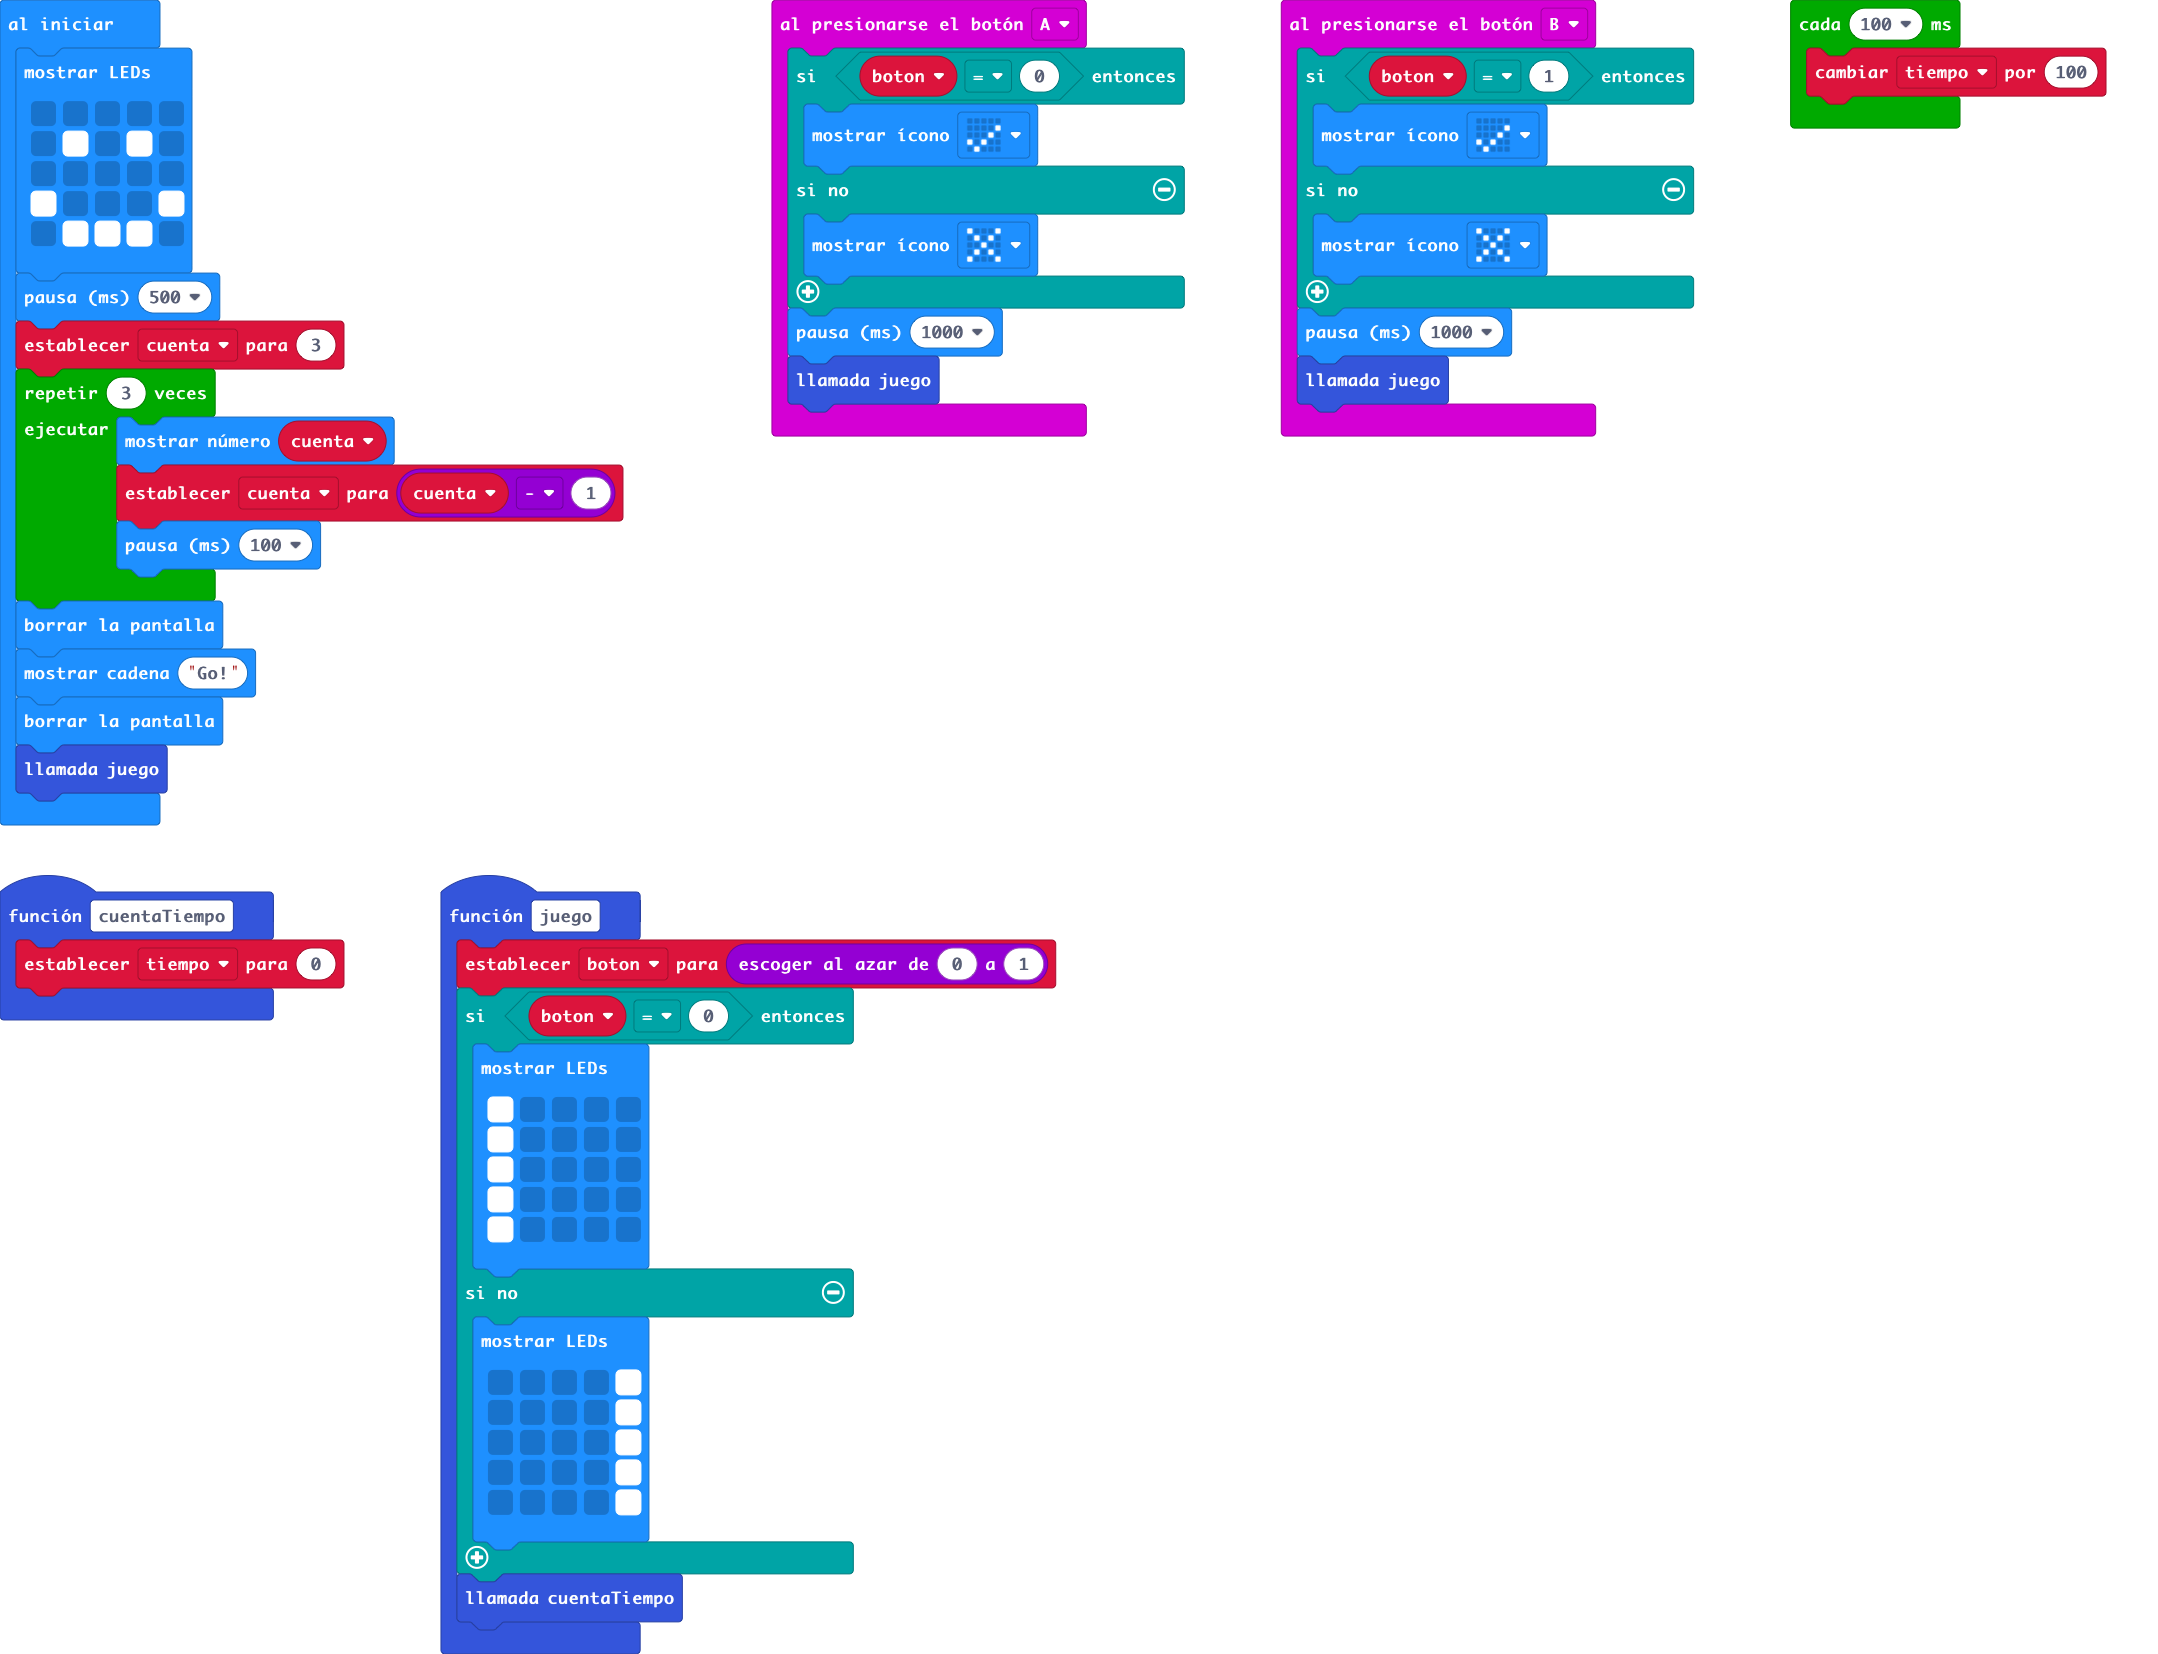 al iniciar
mostrar LEDs
pausa (ms) 500
establecer cuenta para 3
repetir 3 veces
ejecutar
mostrar número cuenta
establecer cuenta para cuenta - 1
pausa (ms) 100
borrar la pantalla
mostrar cadena "Go!"
borrar la pantalla
llamada juego
al presionarse el botón A
si boton = 0 entonces
mostrar ícono
si no
mostrar ícono
pausa (ms) 1000
llamada juego
al presionarse el botón B
si boton = 1 entonces
mostrar ícono
si no
mostrar ícono
pausa (ms) 1000
llamada juego
cada 100 ms
cambiar tiempo por 100
función cuentaTiempo
establecer tiempo para 0
función juego
establecer boton para escoger al azar de 0 a 1
si boton = 0 entonces
mostrar LEDs
si no
mostrar LEDs
llamada cuentaTiempo